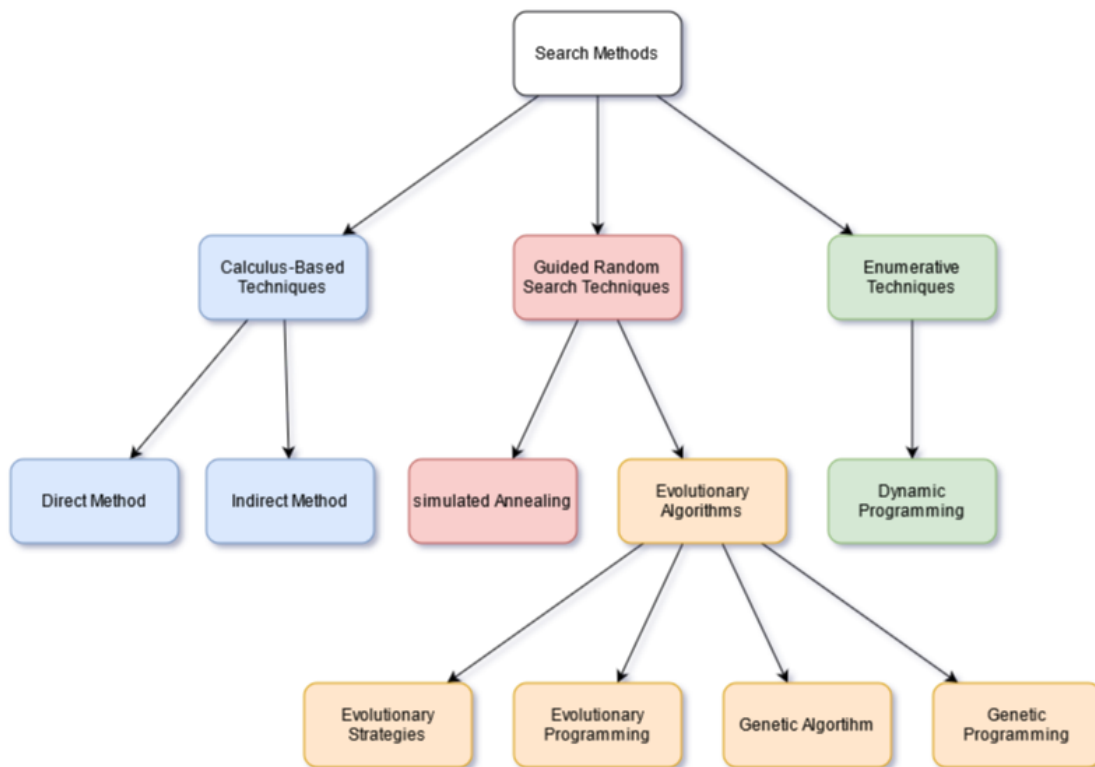 Search Methods
Calculus-Based
Techniques
Guided Random
Search Techniques
Enumerative
Techniques
Direct Method
Indirect Method
simulated Annealing
Evolutionary
Algorithms
Dynamic
Programming
Evolutionary
Strategies
Evolutionary
Programming
Genetic Algortihm
Genetic
Programming